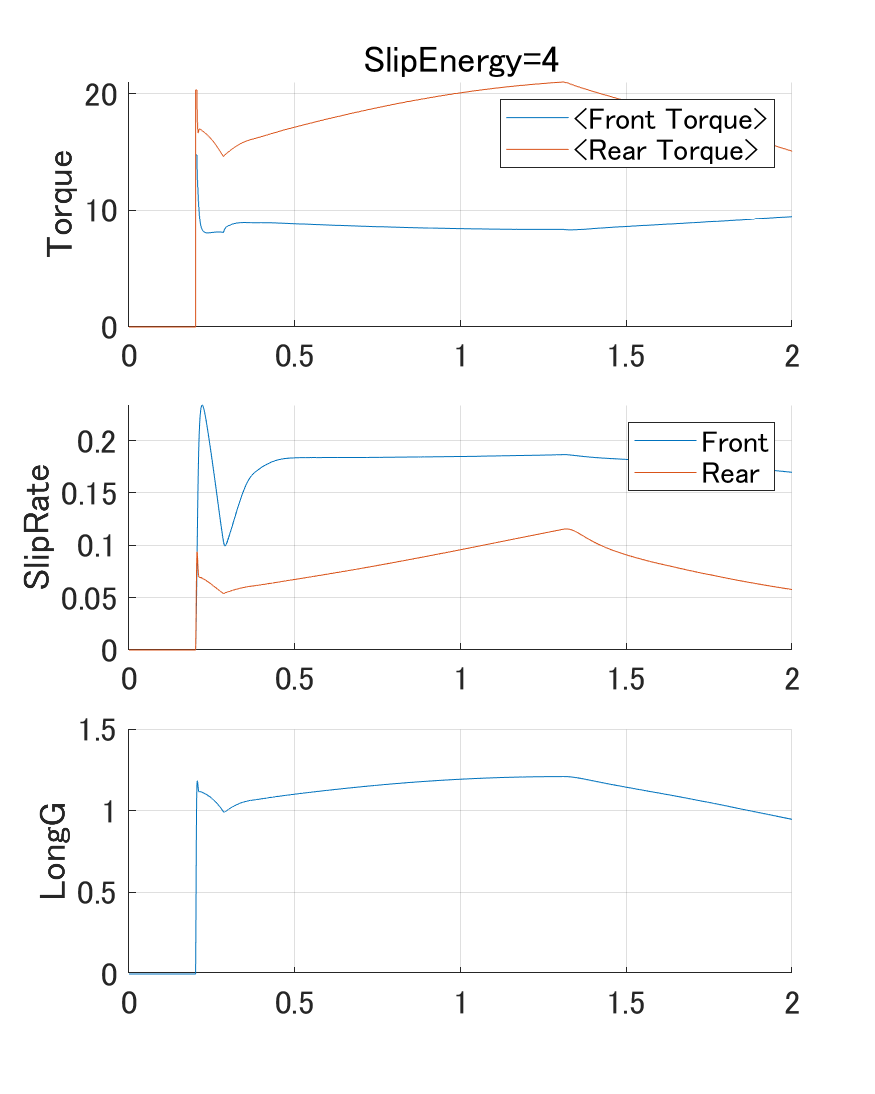 SlipEnergy=4
Torque
20
10
0
0 0.5 1 1.5 2
<Front Torque>
<Rear Torque>
SlipRate
0.2
0.15
0.1
0.05
0
0 0.5 1 1.5 2
Front
Rear
LongG
1.5
1
0.5
0
0 0.5 1 1.5 2